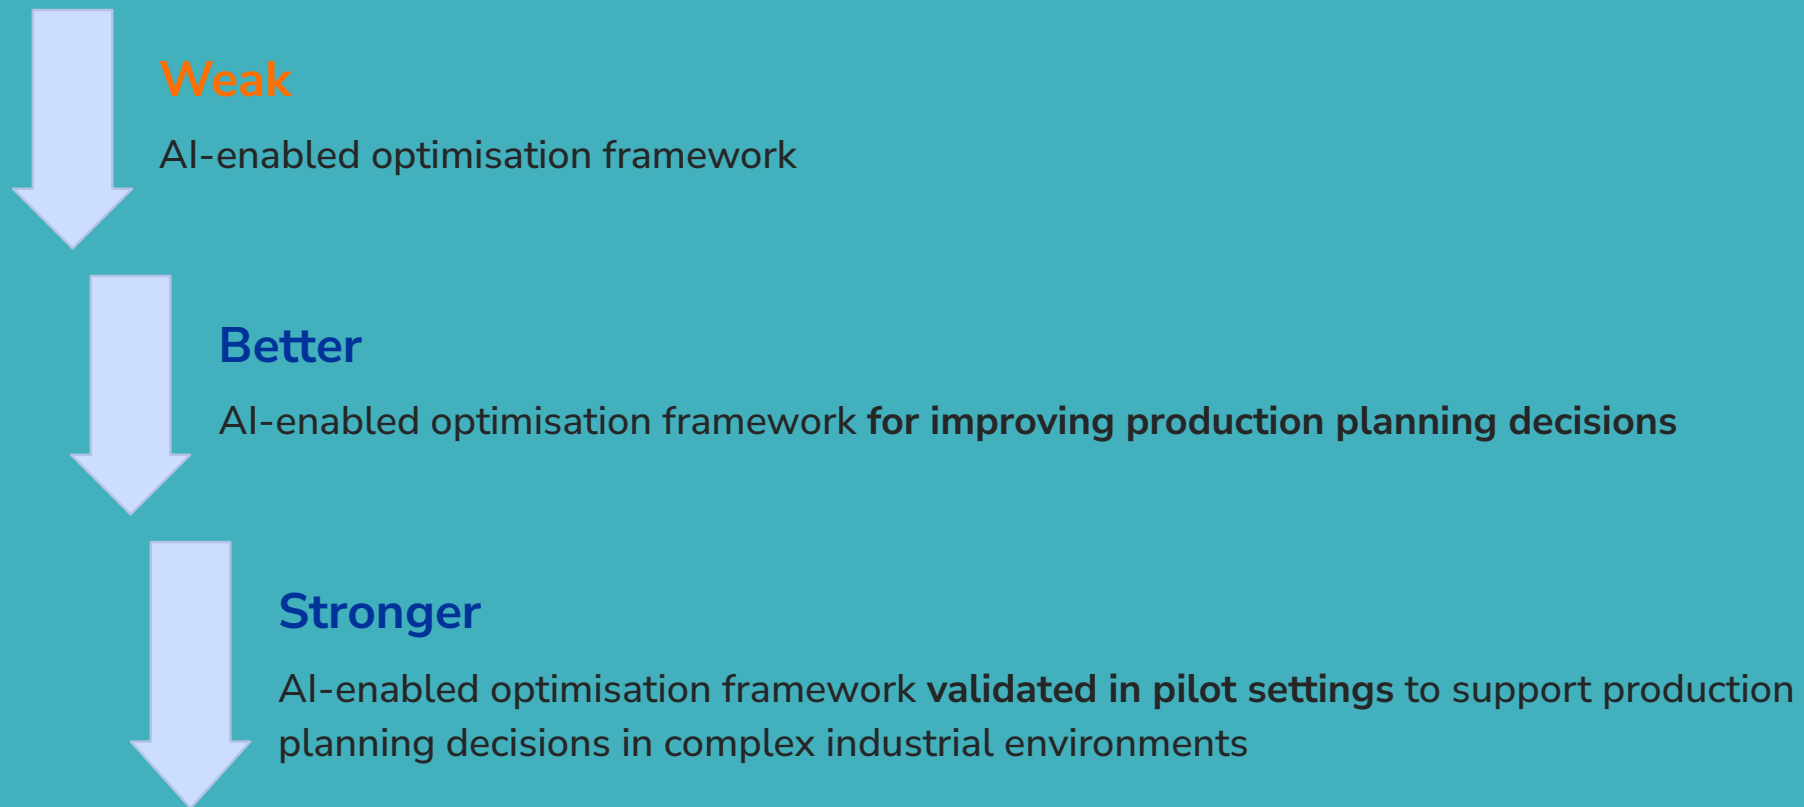 Weak
AI-enabled optimisation framework
Better
AI-enabled optimisation framework for improving production planning decisions
Stronger
AI-enabled optimisation framework validated in pilot settings to support production
planning decisions in complex industrial environments